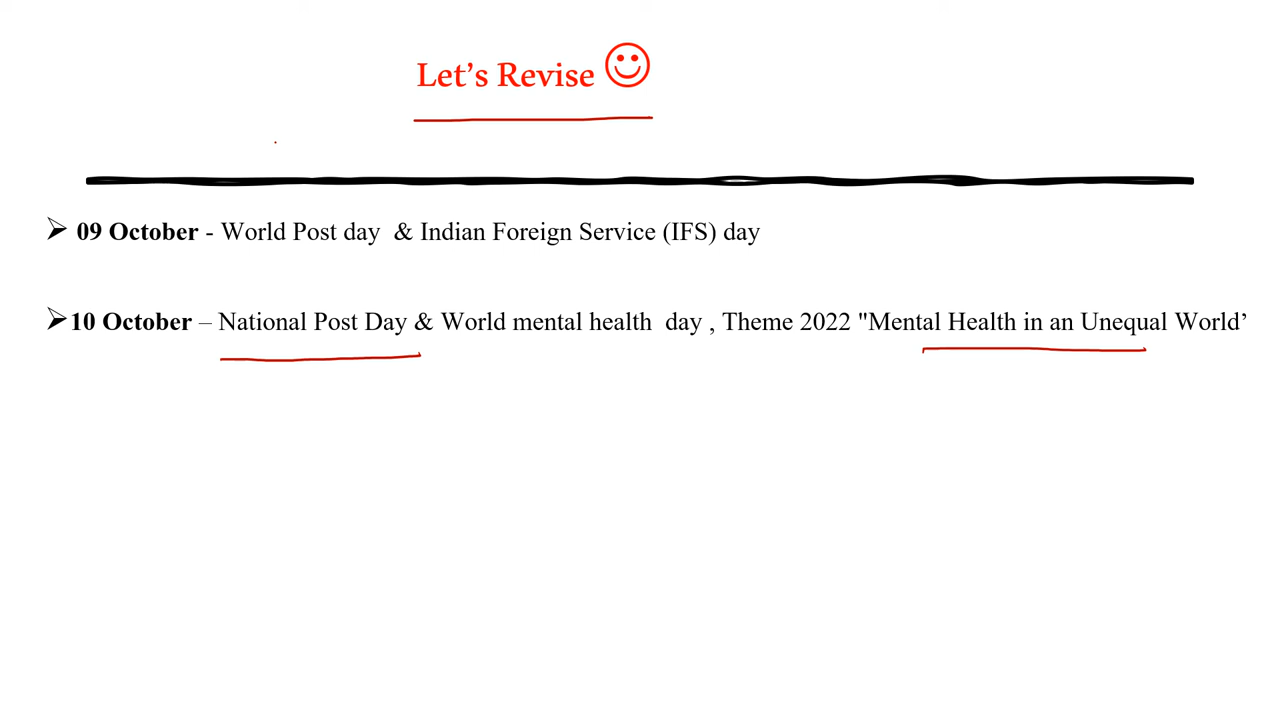 Let's Revise ☺
➢ 09 October - World Post day & Indian Foreign Service (IFS) day
➢10 October – National Post Day & World mental health day , Theme 2022 "Mental Health in an Unequal World’